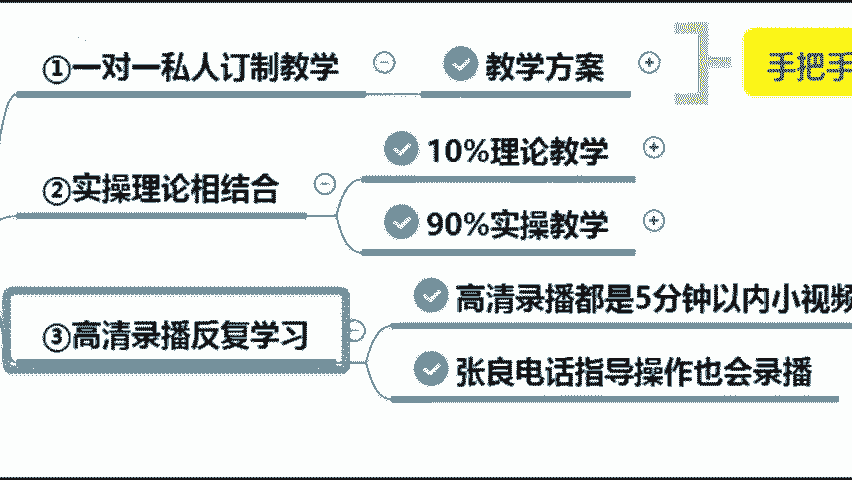 ①一对一私人订制教学
教学方案
手把手
②实操理论相结合
10%理论教学
90%实操教学
③高清录播反复学习
高清录播都是5分钟以内小视频
张良电话指导操作也会录播